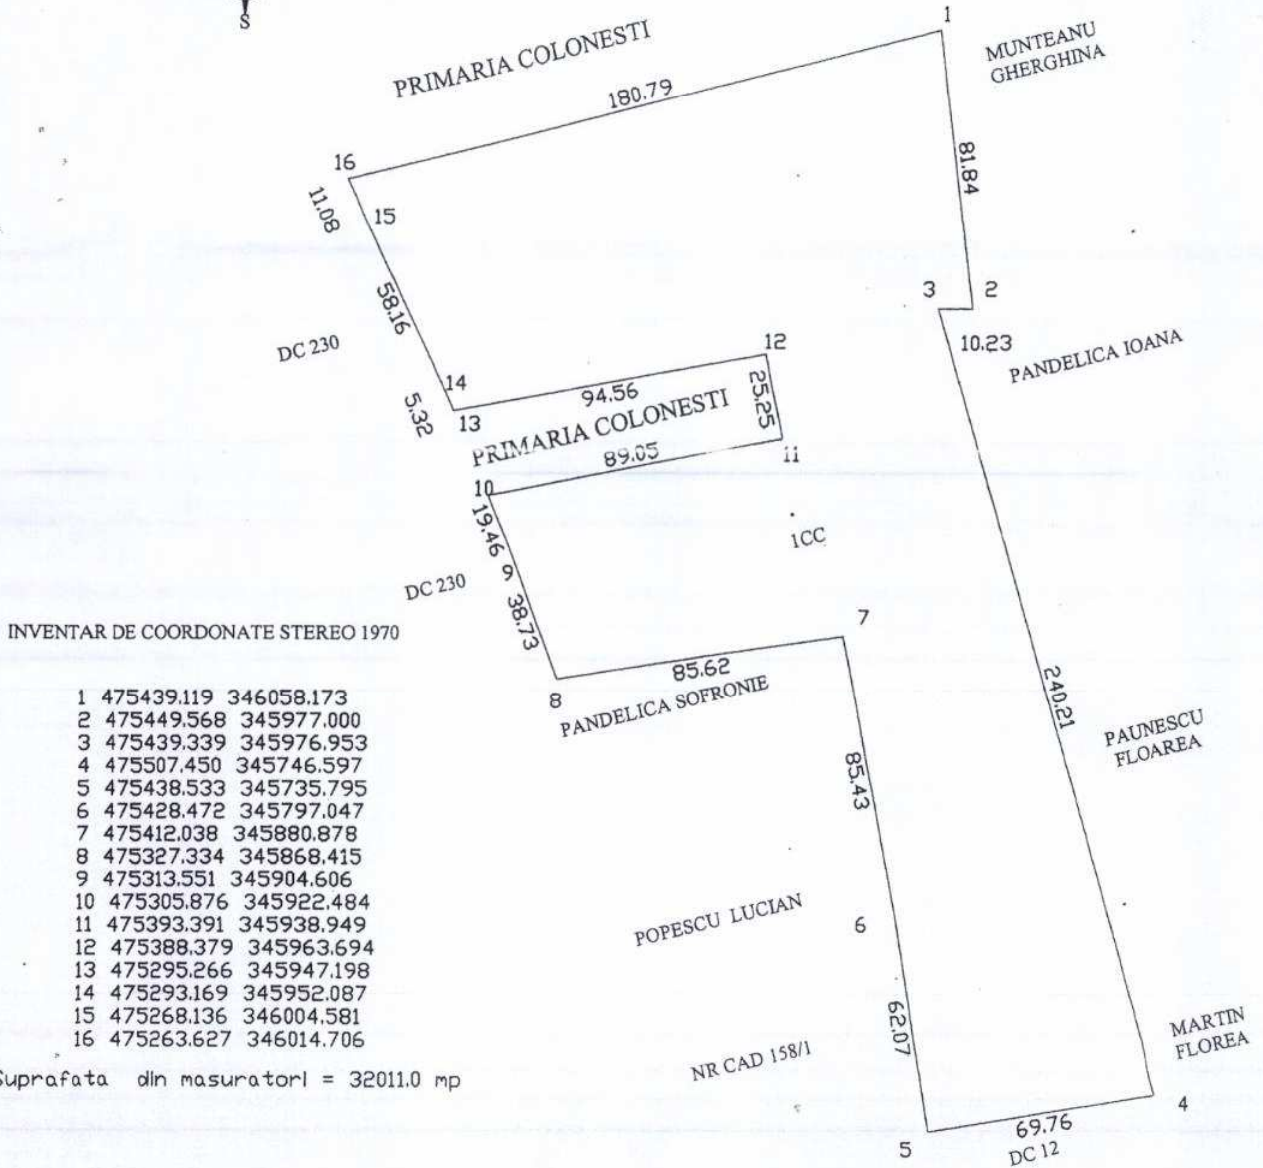 S
1
PRIMARIA COLONESTI
MUNTEANU
GHERGHINA
180.79
81.84
16
11.08
15
3
2
58.16
DC 230
10.23
12
PANDELICA IOANA
14
94.56
25.25
5.32
13
PRIMARIA COLONESTI
89.05
11
10
19.46
1CC
9
DC 230
38.73
7
INVENTAR DE COORDONATE STEREO 1970
85.62
8
PANDELICA SOFRONIE
240.21
1 475439.119 346058.173
2 475449.568 345977.000
3 475439.339 345976.953
4 475507.450 345746.597
5 475438.533 345735.795
6 475428.472 345797.047
7 475412.038 345880.878
8 475327.334 345868.415
9 475313.551 345904.606
10 475305.876 345922.484
11 475393.391 345938.949
12 475388.379 345963.694
13 475295.266 345947.198
14 475293.169 345952.087
15 475268.136 346004.581
16 475263.627 346014.706
PAUNESCU
FLOAREA
85.43
POPESCU LUCIAN
6
62.07
MARTIN
FLOREA
NR CAD 158/1
Suprafata din masuratori = 32011.0 mp
4
69.76
5
DC 12